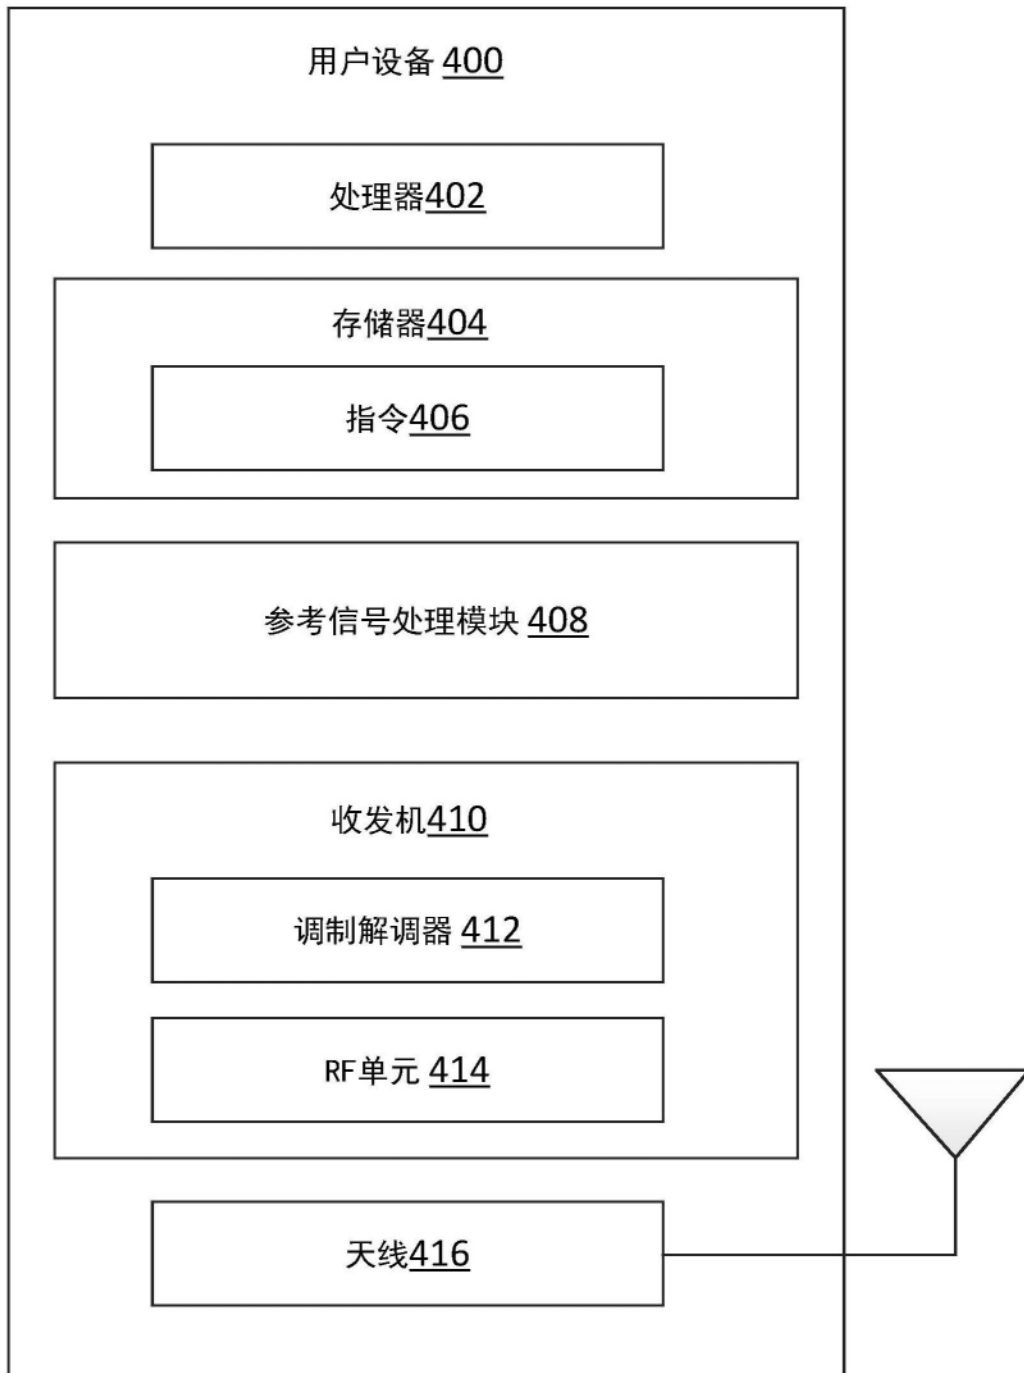 用户设备 400
处理器402
存储器404
指令406
参考信号处理模块 408
收发机410
调制解调器 412
RF单元 414
天线416